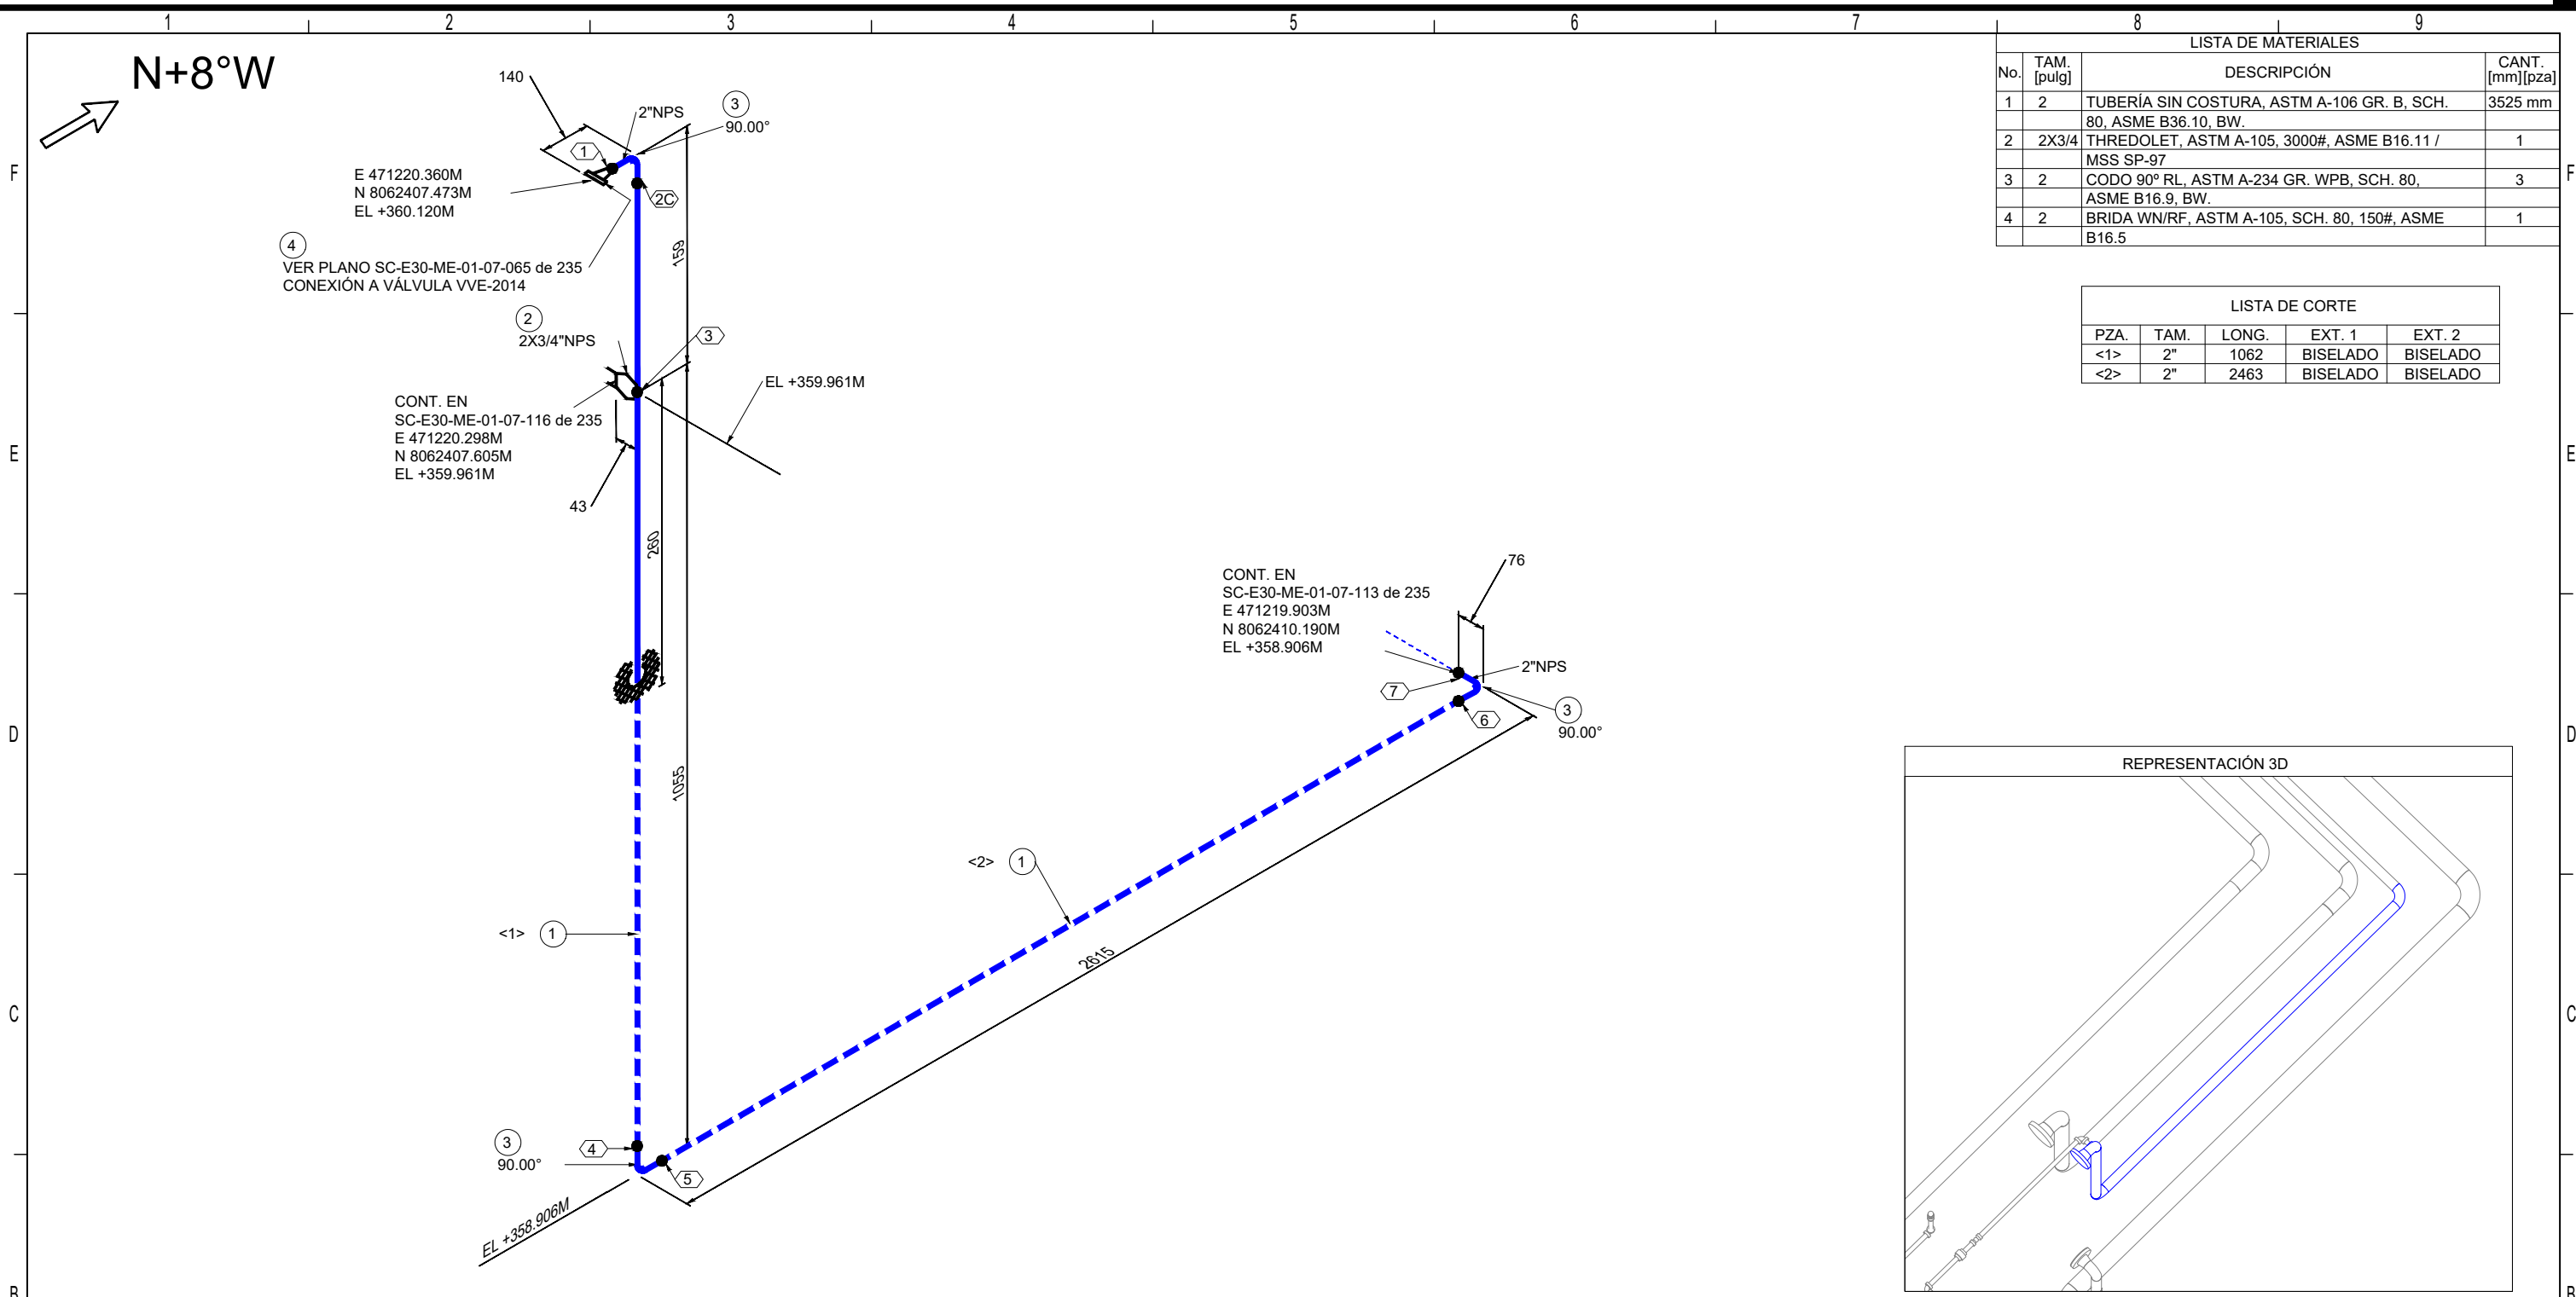 1 2 3 4 5 6 7 8 9
N+8°W
140
2"NPS
3
90.00°
1
E 471220.360M
N 8062407.473M
EL +360.120M
2C
4
VER PLANO SC-E30-ME-01-07-065 de 235
CONEXIÓN A VÁLVULA VVE-2014
159
2
2X3/4"NPS
3
EL +359.961M
CONT. EN
SC-E30-ME-01-07-116 de 235
E 471220.298M
N 8062407.605M
EL +359.961M
43
260
1055
CONT. EN
SC-E30-ME-01-07-113 de 235
E 471219.903M
N 8062410.190M
EL +358.906M
76
2"NPS
7
6
3
90.00°
<2> 1
<1> 1
2615
3
90.00°
4
5
EL +358.906M
LISTA DE MATERIALES
No. TAM. [pulg] DESCRIPCIÓN CANT. [mm][pza]
1 2 TUBERÍA SIN COSTURA, ASTM A-106 GR. B, SCH. 3525 mm
80, ASME B36.10, BW.
2 2X3/4 THREDOLET, ASTM A-105, 3000#, ASME B16.11 / 1
MSS SP-97
3 2 CODO 90º RL, ASTM A-234 GR. WPB, SCH. 80, 3
ASME B16.9, BW.
4 2 BRIDA WN/RF, ASTM A-105, SCH. 80, 150#, ASME 1
B16.5
LISTA DE CORTE
PZA. TAM. LONG. EXT. 1 EXT. 2
<1> 2" 1062 BISELADO BISELADO
<2> 2" 2463 BISELADO BISELADO
REPRESENTACIÓN 3D
F F
E E
D D
C C
B B